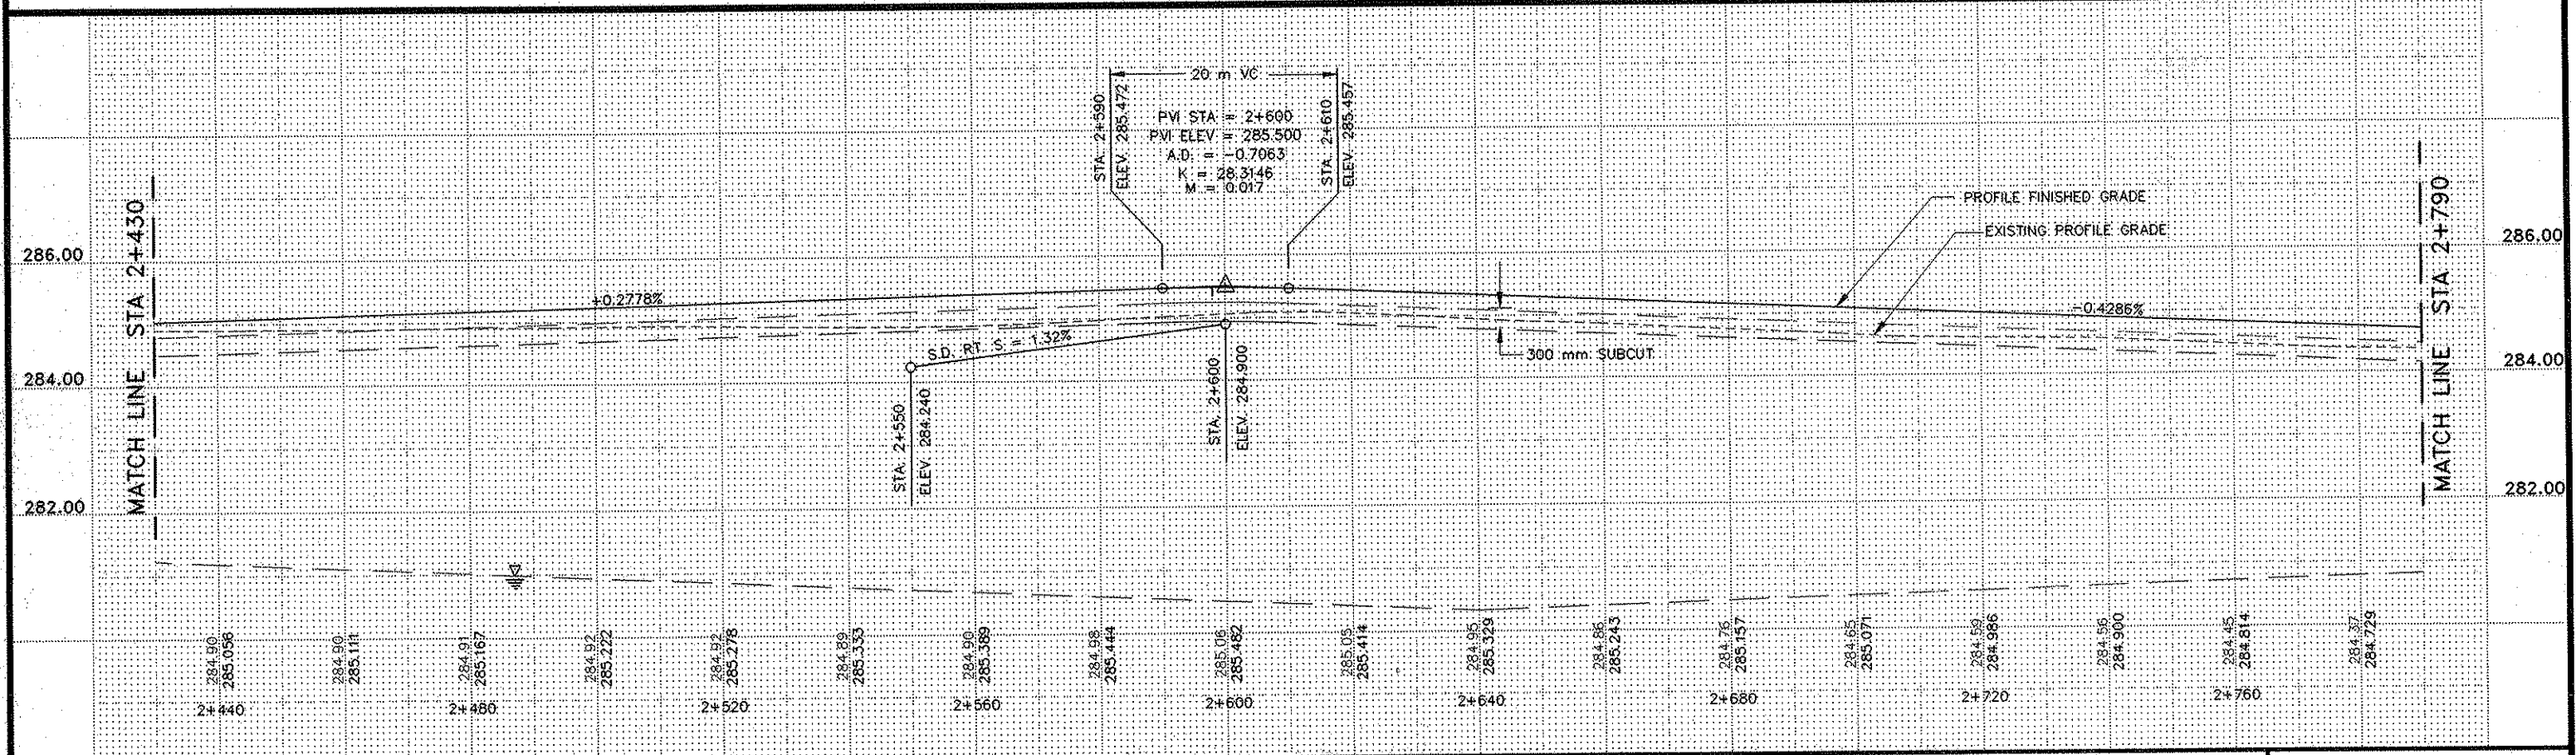 20 m VC
STA. 2+590
ELEV. 285.472
PVI STA = 2+600
PVI ELEV = 285.500
A.D. = -0.7063
K = 28.3146
M = 0.017
STA. 2+610
ELEV. 285.457
PROFILE FINISHED GRADE
EXISTING PROFILE GRADE
MATCH LINE STA 2+430
MATCH LINE STA 2+790
286.00
286.00
+0.2778%
-0.4286%
S.D. RT. S = 1.32%
300 mm SUBCUT
284.00
284.00
STA. 2+550
ELEV. 284.240
STA. 2+600
ELEV. 284.900
282.00
282.00
284.90
285.056
284.90
285.111
284.91
285.167
284.92
285.222
284.92
285.278
284.89
285.333
284.90
285.389
284.98
285.444
285.06
285.482
285.05
285.414
284.95
285.329
284.86
285.243
284.76
285.157
284.65
285.071
284.59
284.986
284.56
284.900
284.45
284.814
284.37
284.729
2+440
2+480
2+520
2+560
2+600
2+640
2+680
2+720
2+760